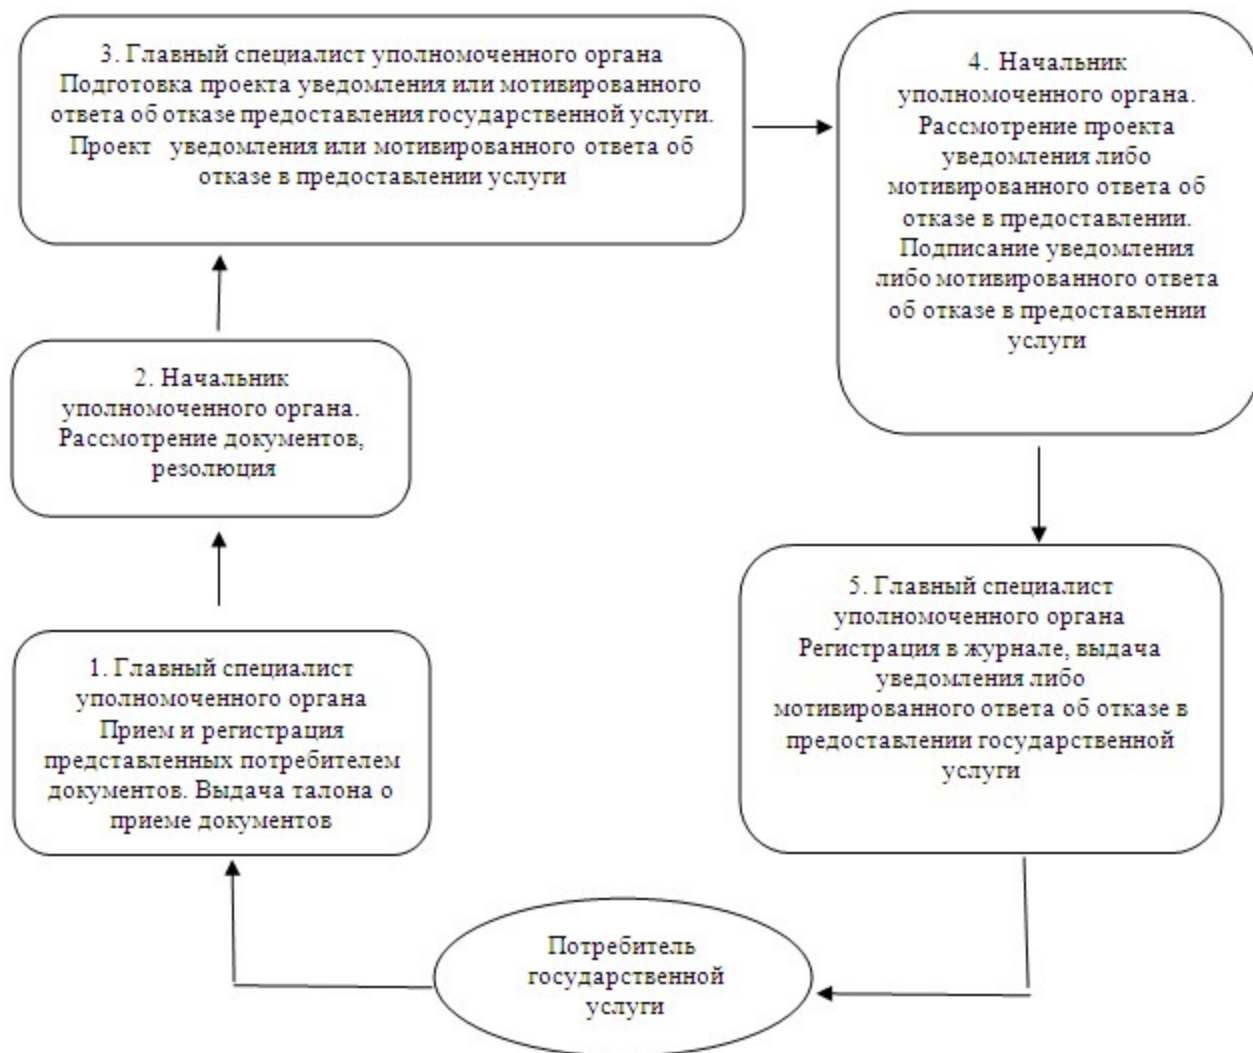 3. Главный специалист уполномоченного органа
Подготовка проекта уведомления или мотивированного
ответа об отказе предоставления государственной услуги.
Проект уведомления или мотивированного ответа об
отказе в предоставлении услуги
4. Начальник
уполномоченного органа.
Рассмотрение проекта
уведомления либо
мотивированного ответа об
отказе в предоставлении.
Подписание уведомления
либо мотивированного ответа
об отказе в предоставлении
услуги
2. Начальник
уполномоченного органа.
Рассмотрение документов,
резолюция
5. Главный специалист
уполномоченного органа
Регистрация в журнале, выдача
уведомления либо
мотивированного ответа об отказе в
предоставлении государственной
услуги
1. Главный специалист
уполномоченного органа
Прием и регистрация
представленных потребителем
документов. Выдача талона о
приеме документов
Потребитель
государственной
услуги